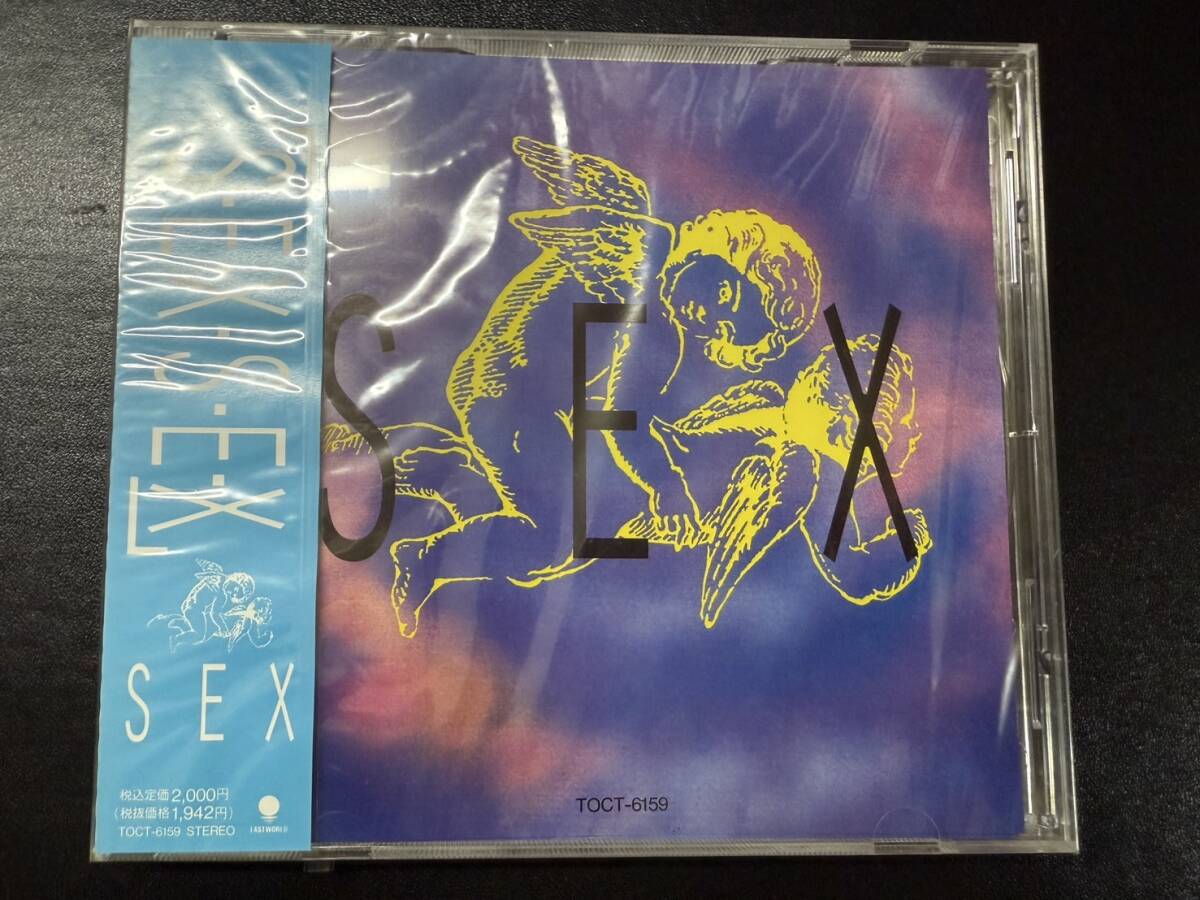 S·E·X·S·E·X
SEX
税込定価2,000円
(税抜価格1,942円)
TOCT-6159 STEREO
EASTWORLD
SEX
TOCT-6159